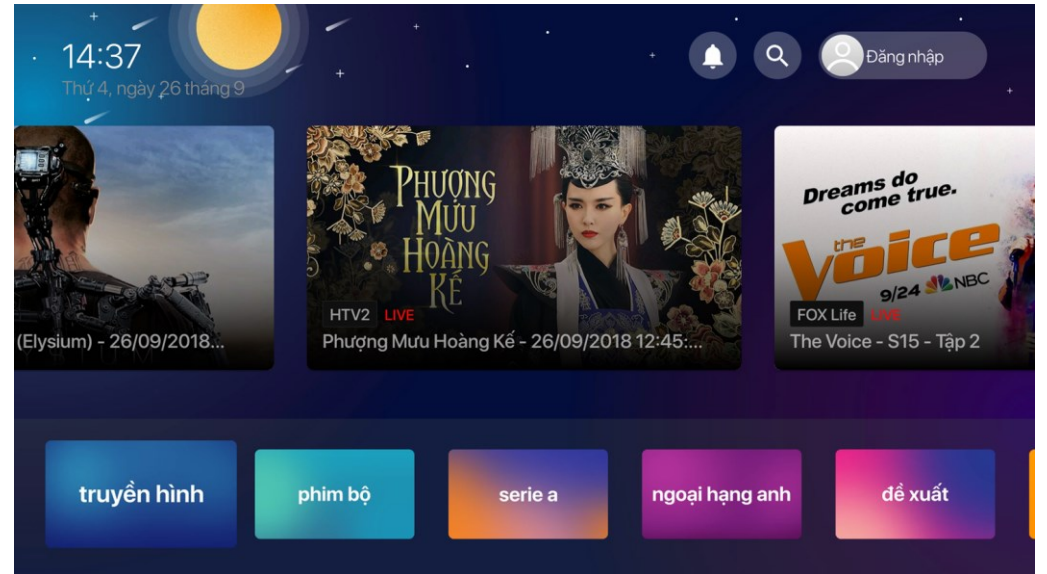 14:37
Thứ 4, ngày 26 tháng 9
Đăng nhập
(Elysium) - 26/09/2018...
PHƯỢNG
MƯU
HOÀNG
KẾ
HTV2 LIVE
Phượng Mưu Hoàng Kế - 26/09/2018 12:45:...
Dreams do
come true.
the
Voice
9/24 NBC
FOX Life LIVE
The Voice - S15 - Tập 2
truyền hình
phim bộ
serie a
ngoại hạng anh
đề xuất